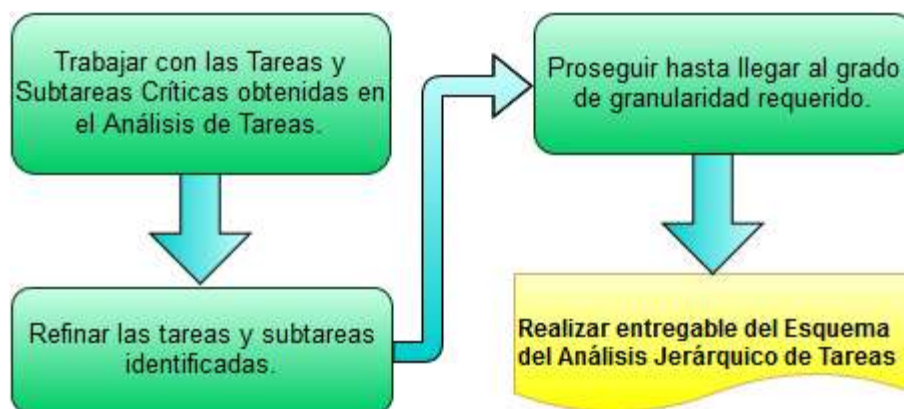 Trabajar con las Tareas y
Subtareas Críticas obtenidas en
el Análisis de Tareas.
Refinar las tareas y subtareas
identificadas.
Proseguir hasta llegar al grado
de granularidad requerido.
Realizar entregable del Esquema
del Análisis Jerárquico de Tareas